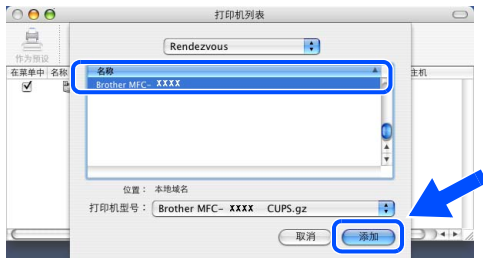 打印机列表
Rendezvous
作为预设
在菜单中 名称
主机
名称
Brother MFC- XXXX
位置： 本地域名
打印机型号： Brother MFC- XXXX CUPS.gz
取消 添加